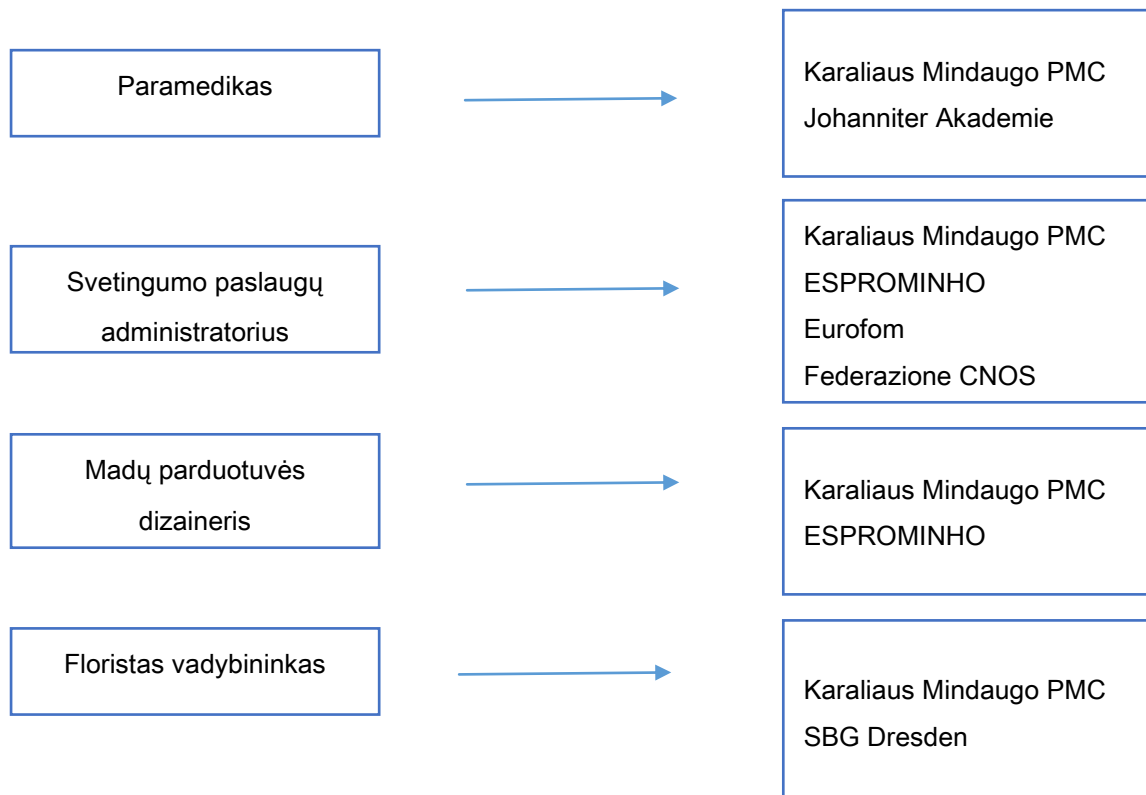 Paramedikas
Karaliaus Mindaugo PMC
Johanniter Akademie
Svetingumo paslaugų
administratorius
Karaliaus Mindaugo PMC
ESPROMINHO
Eurofom
Federazione CNOS
Madų parduotuvės
dizaineris
Karaliaus Mindaugo PMC
ESPROMINHO
Floristas vadybininkas
Karaliaus Mindaugo PMC
SBG Dresden